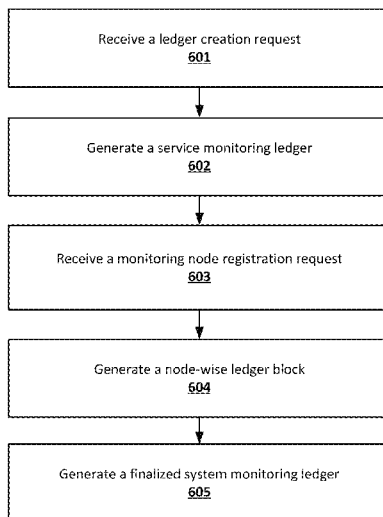 Receive a ledger creation request
601
Generate a service monitoring ledger
602
Receive a monitoring node registration request
603
Generate a node-wise ledger block
604
Generate a finalized system monitoring ledger
605